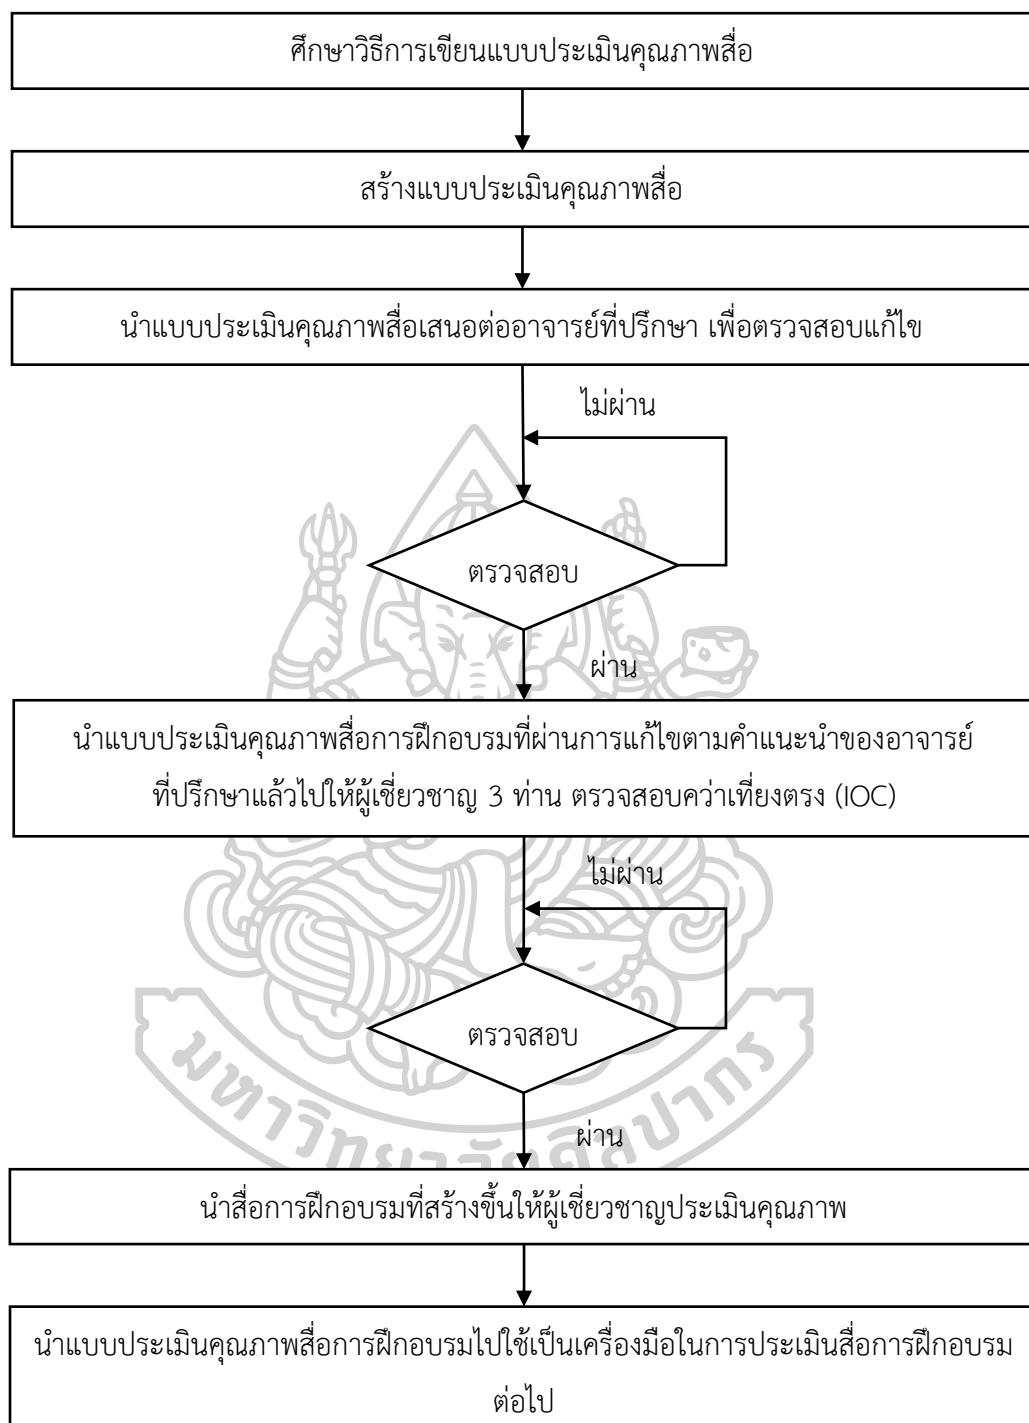 ศึกษาวิธีการเขียนแบบประเมินคุณภาพสื่อ
สร้างแบบประเมินคุณภาพสื่อ
นำแบบประเมินคุณภาพสื่อเสนอต่ออาจารย์ที่ปรึกษา เพื่อตรวจสอบแก้ไข
ไม่ผ่าน
ตรวจสอบ
ผ่าน
นำแบบประเมินคุณภาพสื่อการฝึกอบรมที่ผ่านการแก้ไขตามคำแนะนำของอาจารย์
ที่ปรึกษาแล้วไปให้ผู้เชี่ยวชาญ 3 ท่าน ตรวจสอบคว่าเที่ยงตรง (IOC)
ไม่ผ่าน
ตรวจสอบ
ผ่าน
มหาวิทยาลัยศิลปากร
นำสื่อการฝึกอบรมที่สร้างขึ้นให้ผู้เชี่ยวชาญประเมินคุณภาพ
นำแบบประเมินคุณภาพสื่อการฝึกอบรมไปใช้เป็นเครื่องมือในการประเมินสื่อการฝึกอบรม
ต่อไป